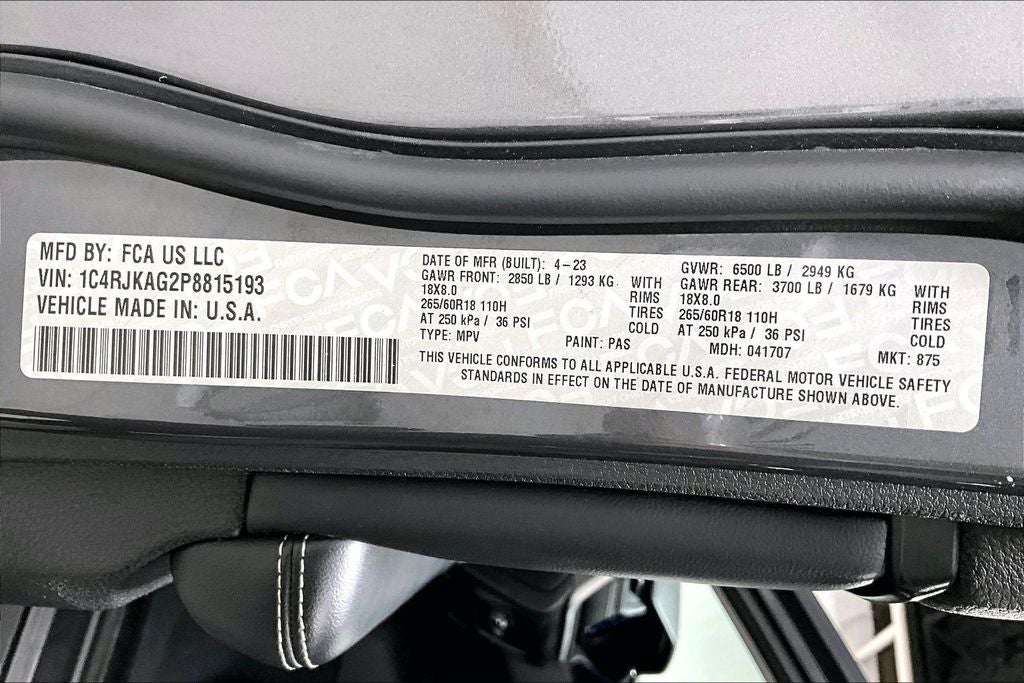 MFD BY: FCA US LLC
VIN: 1C4RJKAG2P8815193
VEHICLE MADE IN: U.S.A.
DATE OF MFR (BUILT): 4-23
GAWR FRONT: 2850 LB / 1293 KG WITH
18X8.0 RIMS
265/60R18 110H TIRES
AT 250 kPa / 36 PSI COLD
TYPE: MPV PAINT: PAS
GVWR: 6500 LB / 2949 KG
GAWR REAR: 3700 LB / 1679 KG WITH
18X8.0 RIMS
265/60R18 110H TIRES
AT 250 kPa / 36 PSI COLD
MDH: 041707 MKT: 875
THIS VEHICLE CONFORMS TO ALL APPLICABLE U.S.A. FEDERAL MOTOR VEHICLE SAFETY
STANDARDS IN EFFECT ON THE DATE OF MANUFACTURE SHOWN ABOVE.